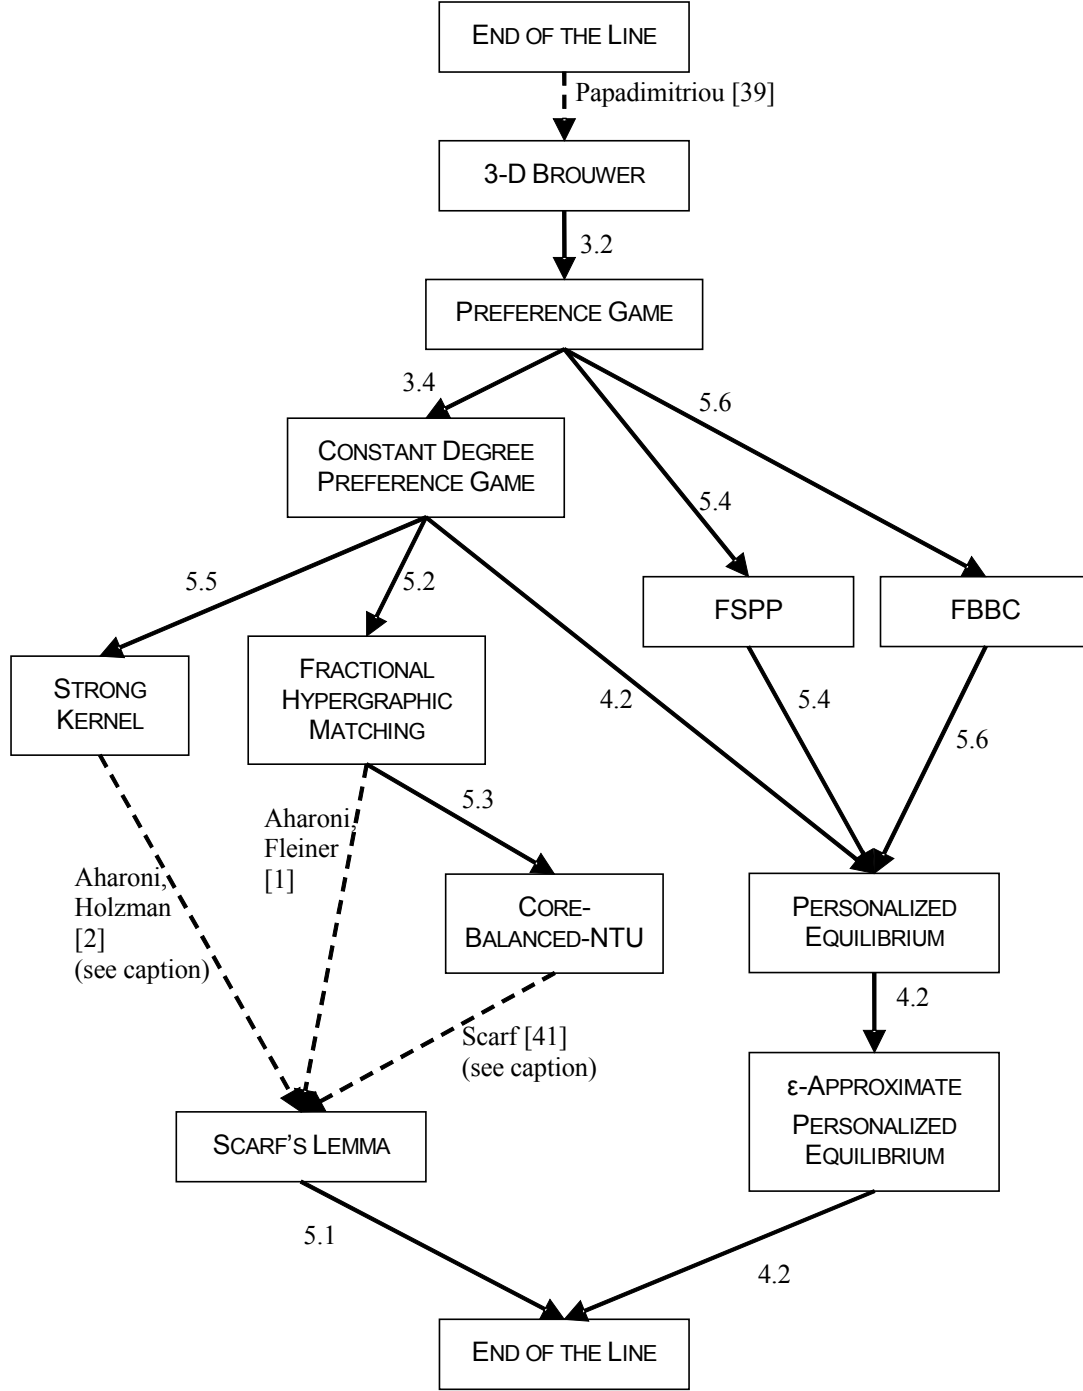 END OF THE LINE
Papadimitriou [39]
3-D BROUWER
3.2
PREFERENCE GAME
3.4
5.6
CONSTANT DEGREE
PREFERENCE GAME
5.4
5.5
5.2
FSPP
FBBC
STRONG
KERNEL
FRACTIONAL
HYPERGRAPHIC
MATCHING
4.2
5.4
5.6
5.3
Aharoni,
Fleiner
[1]
Aharoni,
Holzman
[2]
(see caption)
CORE-
BALANCED-NTU
PERSONALIZED
EQUILIBRIUM
4.2
Scarf [41]
(see caption)
ε-APPROXIMATE
PERSONALIZED
EQUILIBRIUM
SCARF'S LEMMA
5.1
4.2
END OF THE LINE